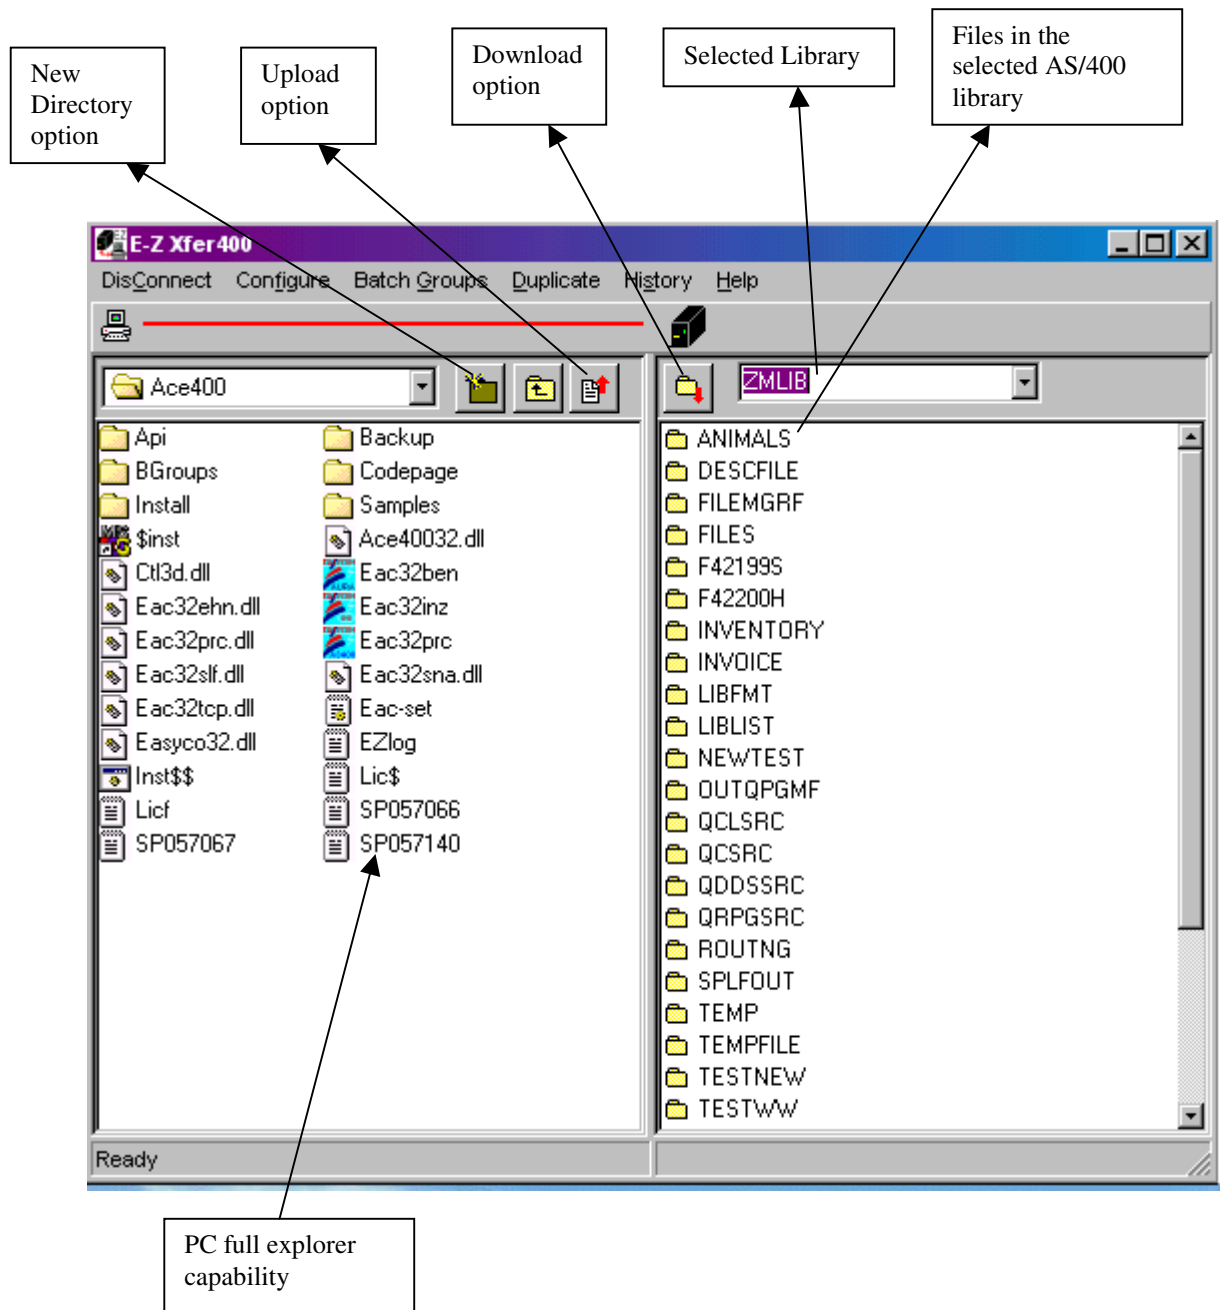 New
Directory
option
Upload
option
Download
option
Selected Library
Files in the
selected AS/400
library
E-Z Xfer400
DisConnect Configure Batch Groups Duplicate History Help
Ace400
ZMLIB
Api Backup
BGroups Codepage
Install Samples
$inst Ace40032.dll
Ctl3d.dll Eac32ben
Eac32ehn.dll Eac32inz
Eac32prc.dll Eac32prc
Eac32slf.dll Eac32sna.dll
Eac32tcp.dll Eac-set
Easyco32.dll EZlog
Inst$$ Lic$
Licf SP057066
SP057067 SP057140
ANIMALS
DESCFILE
FILEMGRF
FILES
F42199S
F42200H
INVENTORY
INVOICE
LIBFMT
LIBLIST
NEWTEST
OUTQPGMF
QCLSRC
QCSRC
QDDSSRC
QRPGSRC
ROUTNG
SPLFOUT
TEMP
TEMPFILE
TESTNEW
TESTWW
Ready
PC full explorer
capability